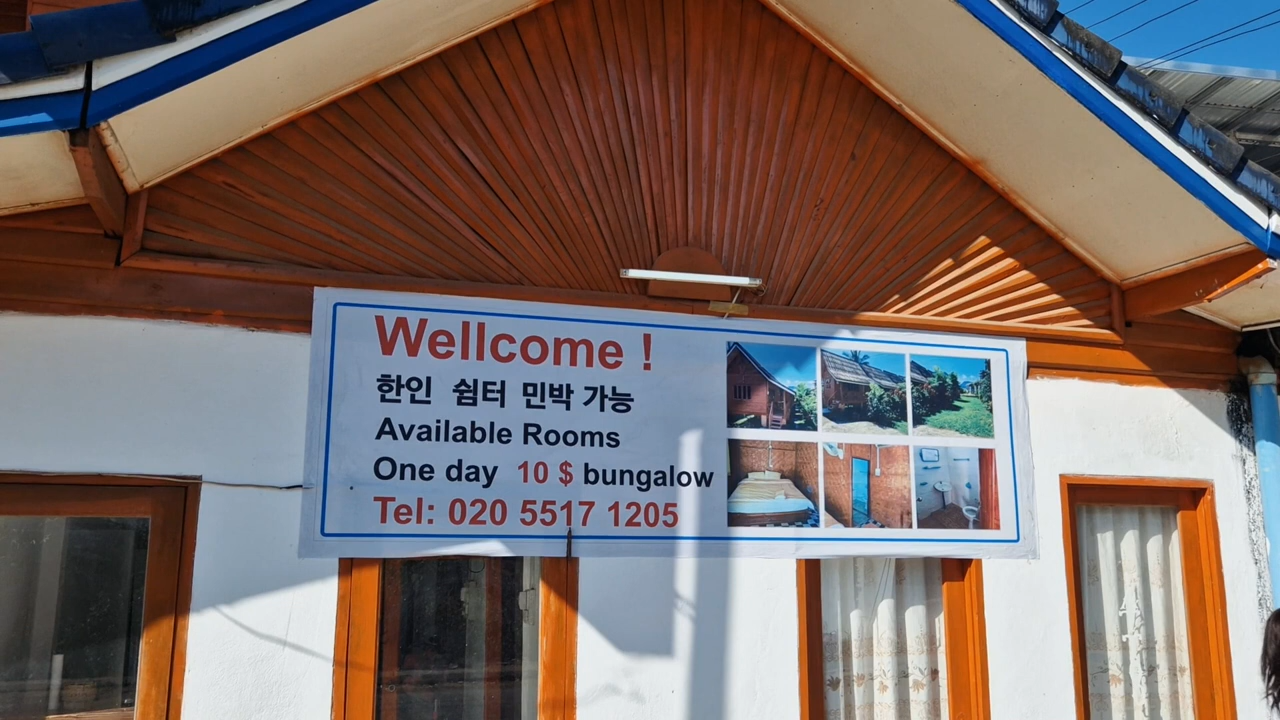 Wellcome !
한인 쉼터 민박 가능
Available Rooms
One day 10 $ bungalow
Tel: 020 5517 1205